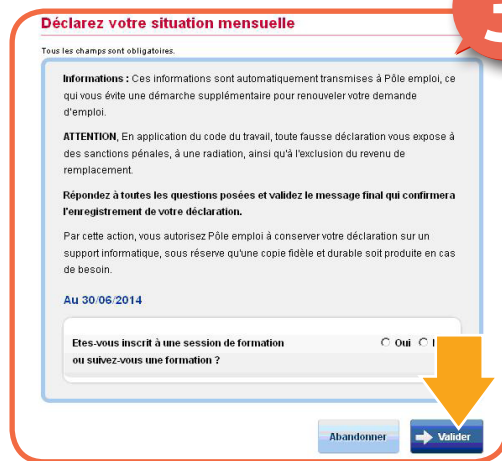 Déclarez votre situation mensuelle
Tous les champs sont obligatoires.
Informations : Ces informations sont automatiquement transmises à Pôle emploi, ce
qui vous évite une démarche supplémentaire pour renouveler votre demande
d'emploi.
ATTENTION, En application du code du travail, toute fausse déclaration vous expose à
des sanctions pénales, à une radiation, ainsi qu'à l'exclusion du revenu de
remplacement.
Répondez à toutes les questions posées et validez le message final qui confirmera
l'enregistrement de votre déclaration.
Par cette action, vous autorisez Pôle emploi à conserver votre déclaration sur un
support informatique, sous réserve qu'une copie fidèle et durable soit produite en cas
de besoin.
Au 30/06/2014
Etes-vous inscrit à une session de formation
ou suivez-vous une formation ?
Oui
Abandonner
Valider